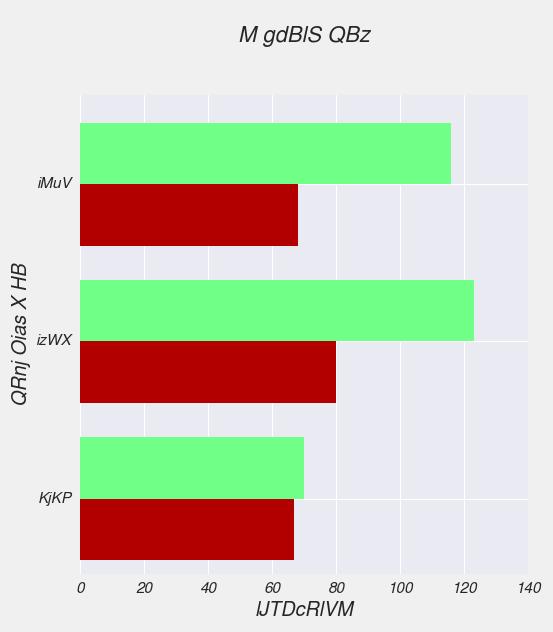 M gdBlS QBz
QRnj Oias X HB
iMuV
izWX
KjKP
0 20 40 60 80 100 120 140
lJTDcRlVM